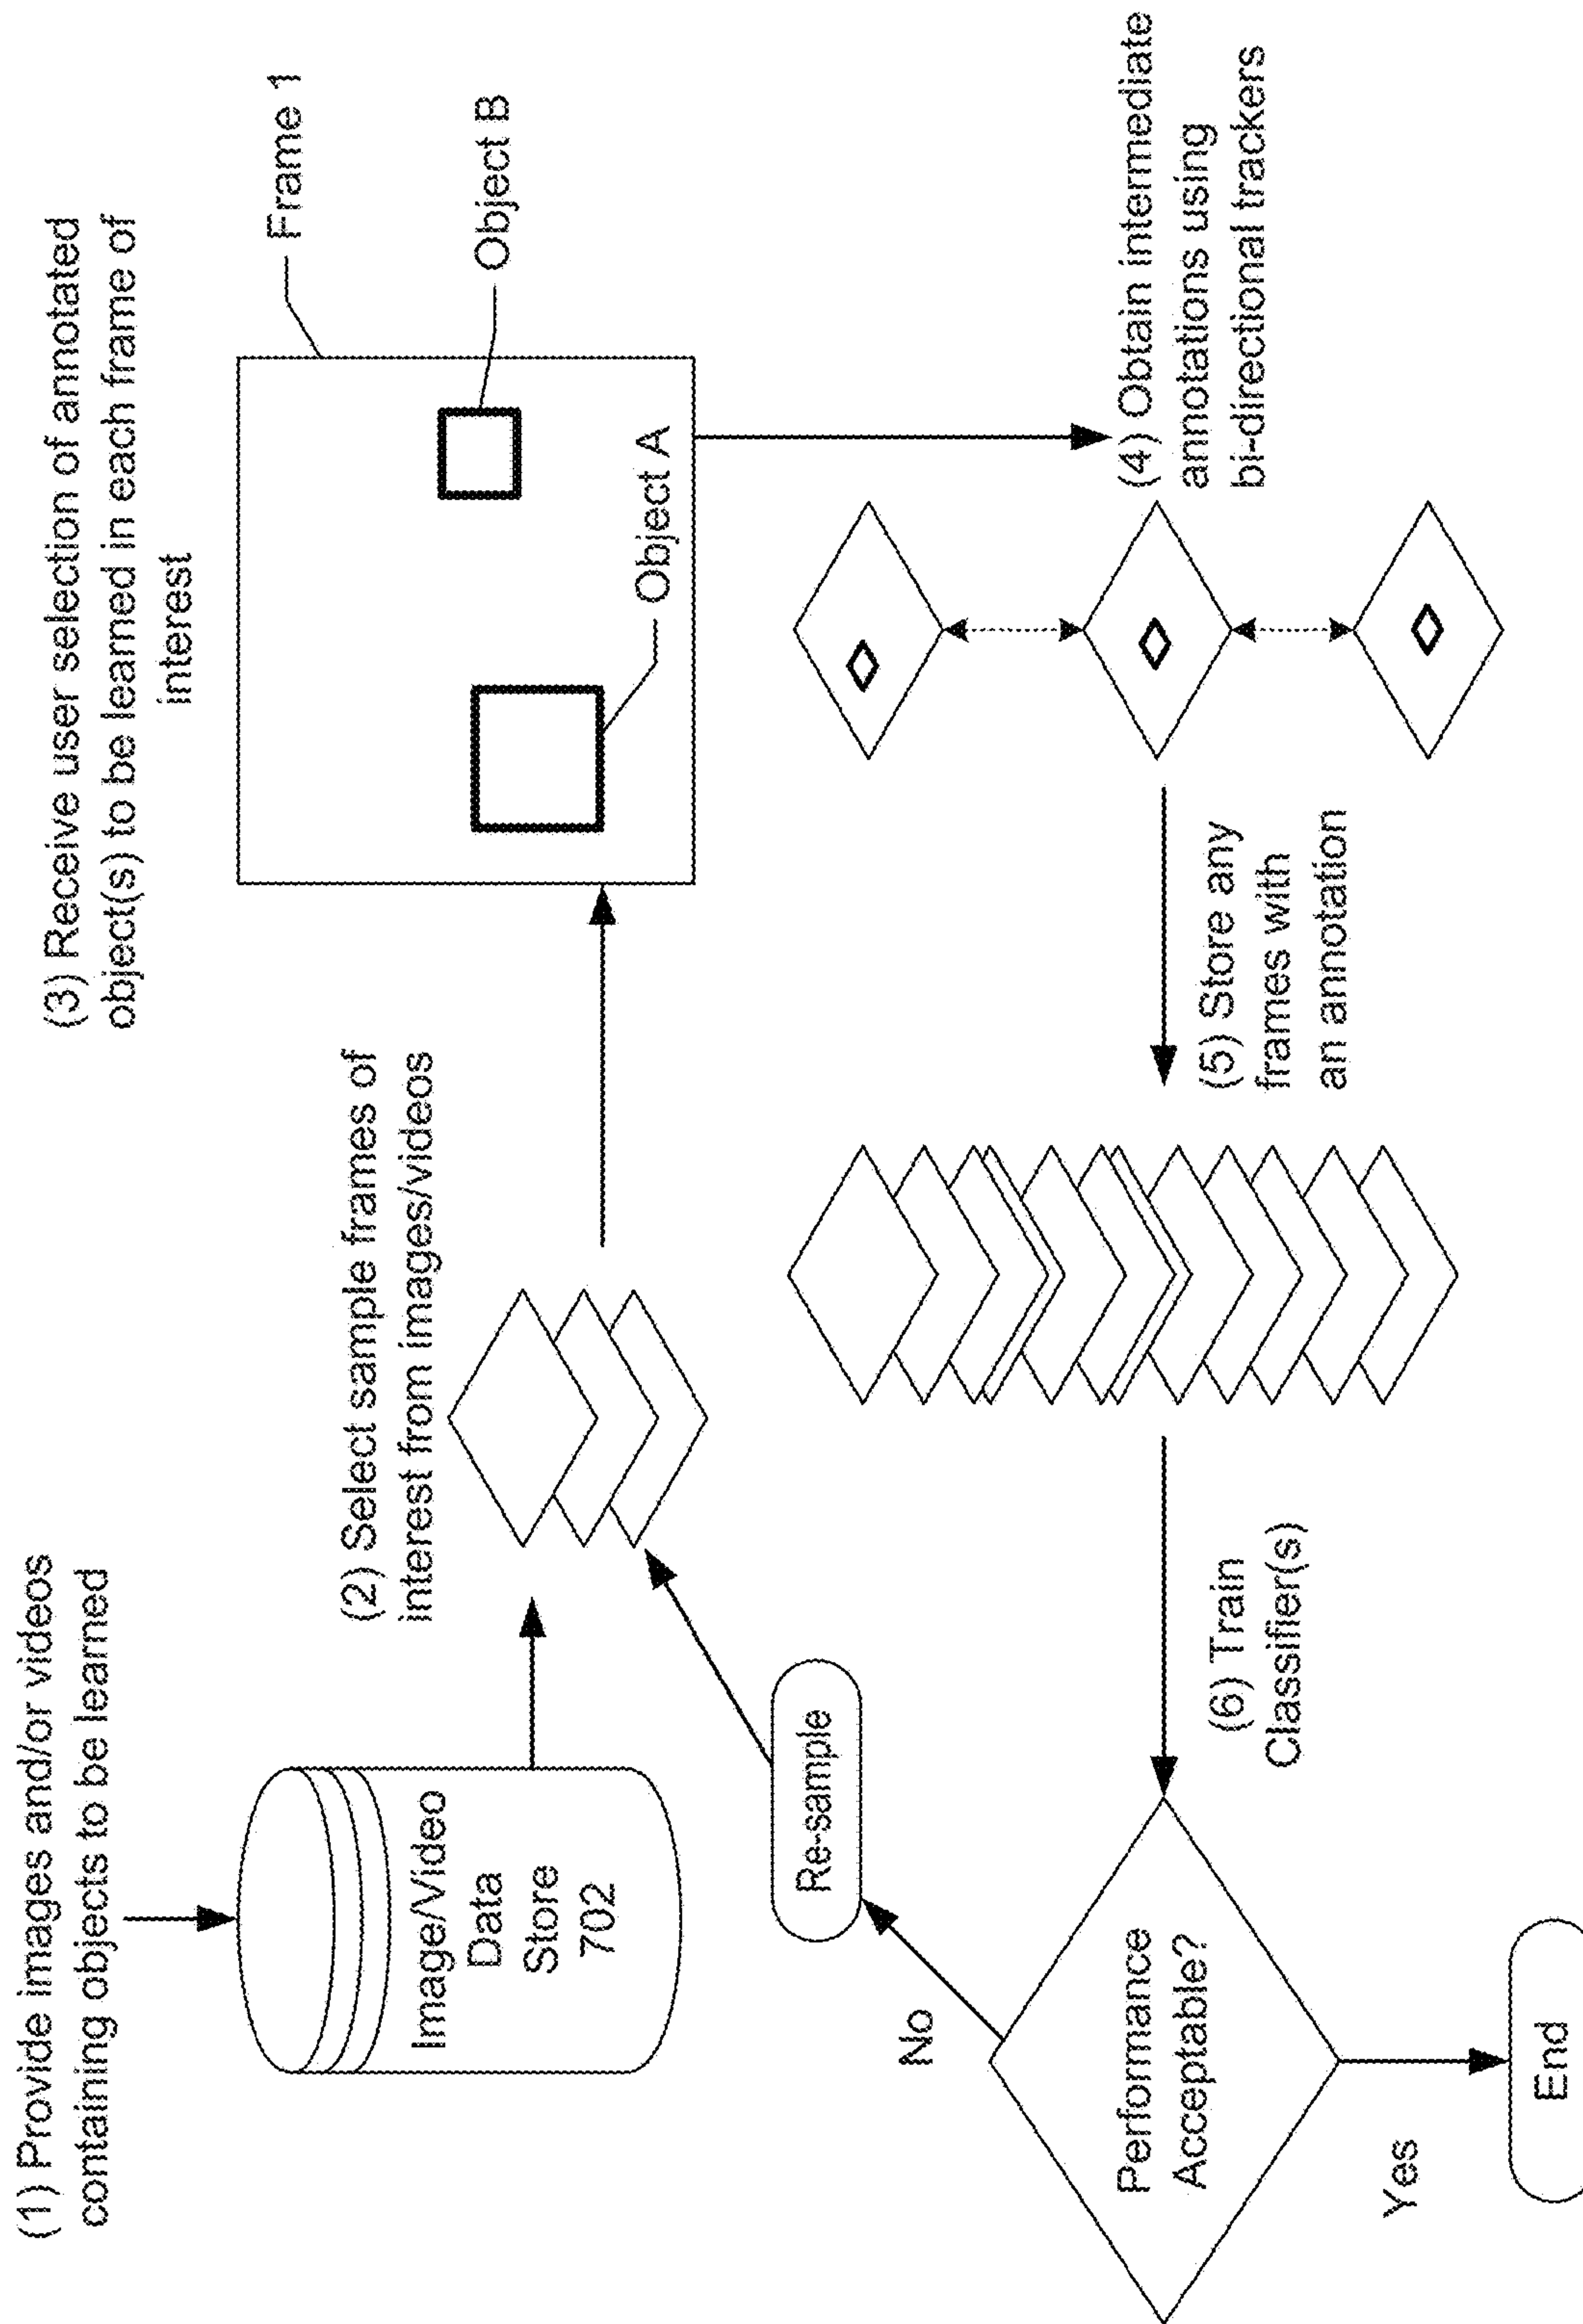 (1) Provide images and/or videos
containing objects to be learned
Image/Video
Data
Store
702
(2) Select sample frames of
interest from images/videos
(3) Receive user selection of annotated
object(s) to be learned in each frame of
interest
Frame 1
Object B
Object A
(4) Obtain intermediate
annotations using
bi-directional trackers
(5) Store any
frames with
an annotation
(6) Train
Classifier(s)
Performance
Acceptable?
No
Re-sample
Yes
End